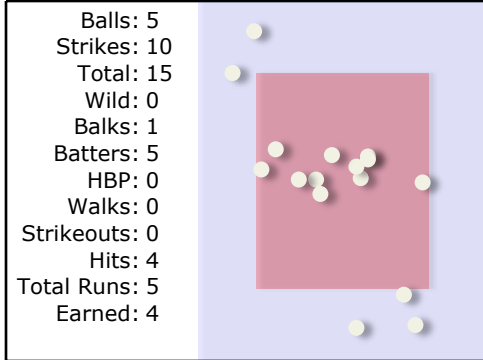 Balls: 5
Strikes: 10
Total: 15
Wild: 0
Balks: 1
Batters: 5
HBP: 0
Walks: 0
Strikeouts: 0
Hits: 4
Total Runs: 5
Earned: 4